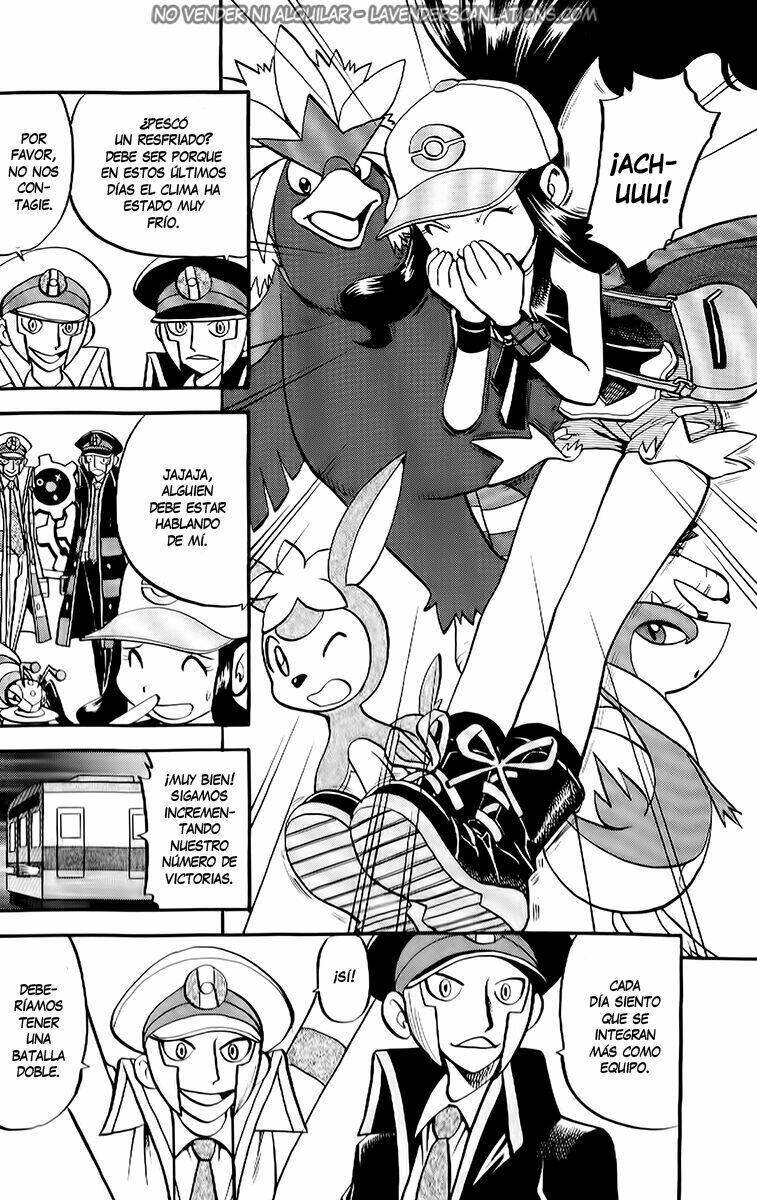 NO VENDER NI ALQUILAR - LAVENDERSCANLATIONS.COM
¡ACH-
UUU!
¿PESCÓ
UN RESFRIADO?
DEBE SER PORQUE
EN ESTOS ÚLTIMOS
DÍAS EL CLIMA HA
ESTADO MUY
FRÍO.
POR
FAVOR,
NO NOS
CON-
TAGIE.
JAJAJA,
ALGUIEN
DEBE ESTAR
HABLANDO
DE MÍ.
¡MUY BIEN!
SIGAMOS
INCREMEN-
TANDO
NUESTRO
NÚMERO DE
VICTORIAS.
CADA
DÍA SIENTO
QUE SE
INTEGRAN
MÁS COMO
EQUIPO.
¡SÍ!
DEBE-
RÍAMOS
TENER
UNA
BATALLA
DOBLE.